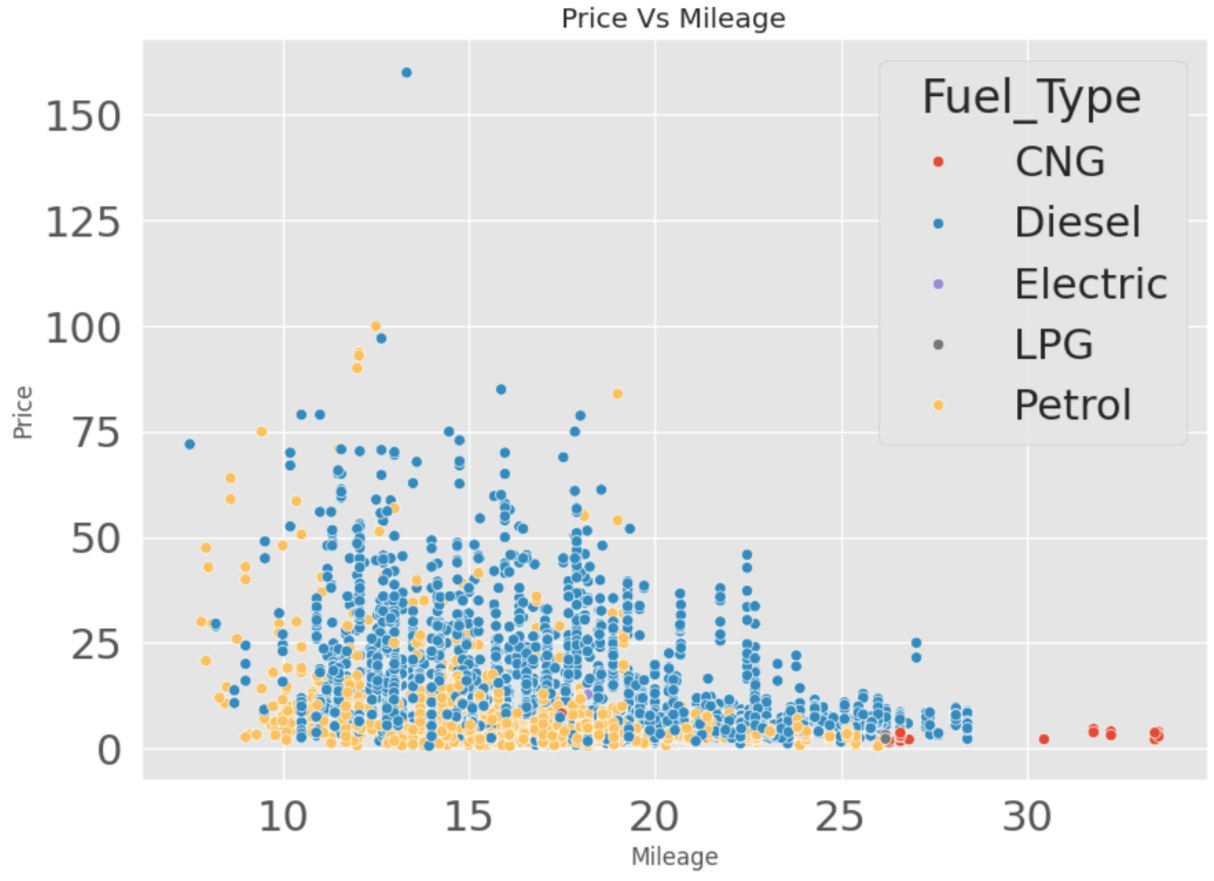 Price Vs Mileage
Price
150
125
100
75
50
25
0
Fuel_Type
CNG
Diesel
Electric
LPG
Petrol
10 15 20 25 30
Mileage